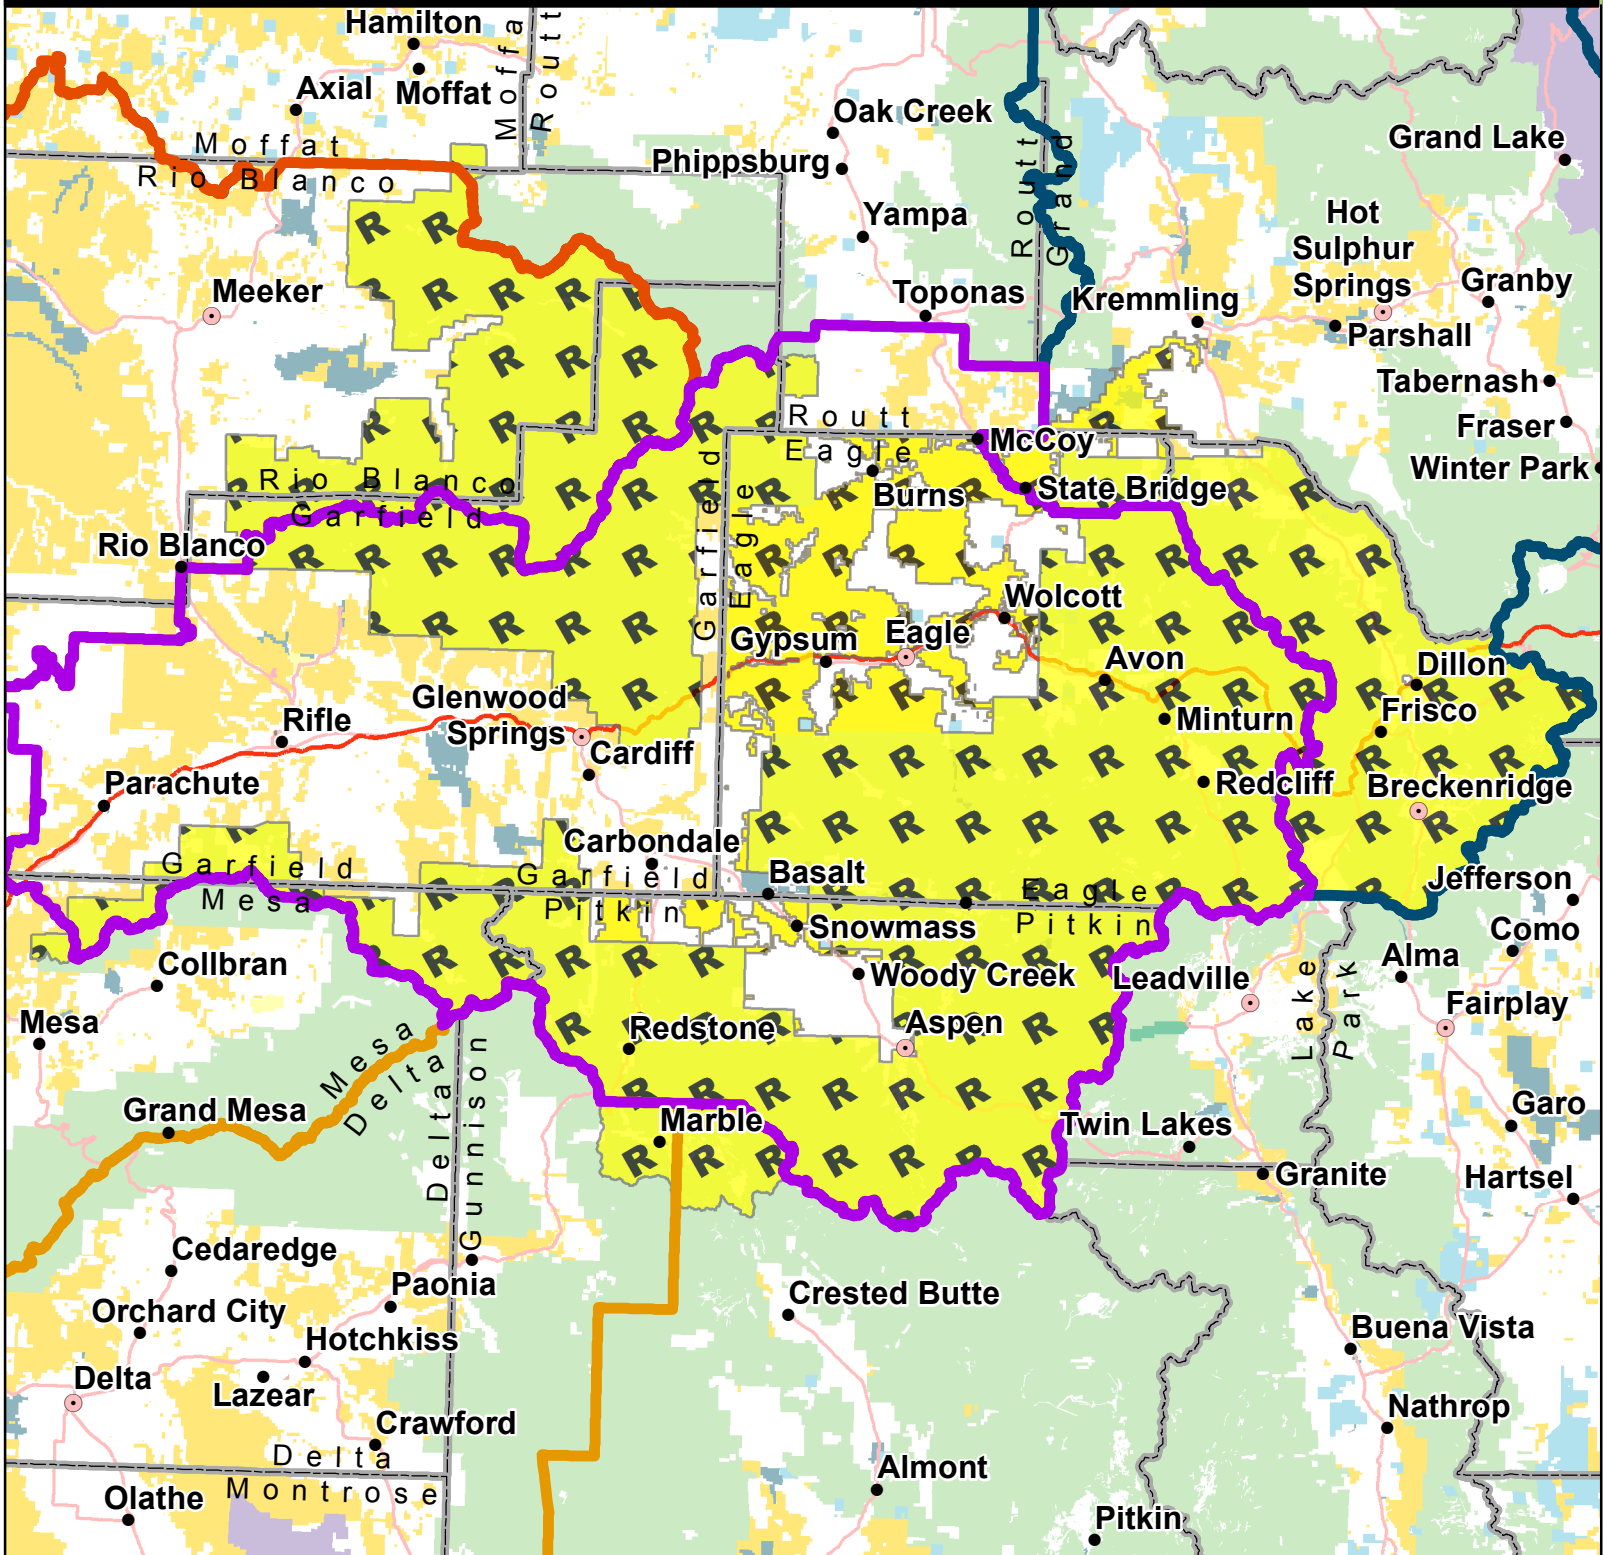 Hamilton
Axial
Moffat
Moffa
Routt
Oak Creek
Grand Lake
Moffat
Rio Blanco
Phippsburg
Routt
Grand
Yampa
Hot
Sulphur
Springs
Meeker
Toponas
Kremmling
Granby
Parshall
Tabernash
Routt
Fraser
McCoy
Eagle
Winter Park
Rio Blanco
Burns
State Bridge
Garfield
Garfield
Eagle
Rio Blanco
Wolcott
Gypsum
Eagle
Avon
Dillon
Glenwood
Springs
Rifle
Minturn
Frisco
Cardiff
Parachute
Redcliff
Breckenridge
Carbondale
Garfield
Garfield
Basalt
Eagle
Jefferson
Mesa
Pitkin
Snowmass
Pitkin
Como
Collbran
Woody Creek
Leadville
Alma
Lake
Park
Mesa
Redstone
Aspen
Fairplay
Mesa
Delta
Delta
Gunnison
Grand Mesa
Marble
Twin Lakes
Garo
Granite
Hartsel
Cedaredge
Paonia
Crested Butte
Orchard City
Hotchkiss
Buena Vista
Delta
Lazear
Nathrop
Crawford
Delta
Almont
Montrose
Olathe
Pitkin
R R
R R R
R R R
R R R R
R R R R R R
R R R R R R R R R
R R R R R R R R
R R R R R R R R R
R R R R R R R R R R
R R R R R R R R R R
R R R R R
R R R
R R R R R R R
R R R R R R R